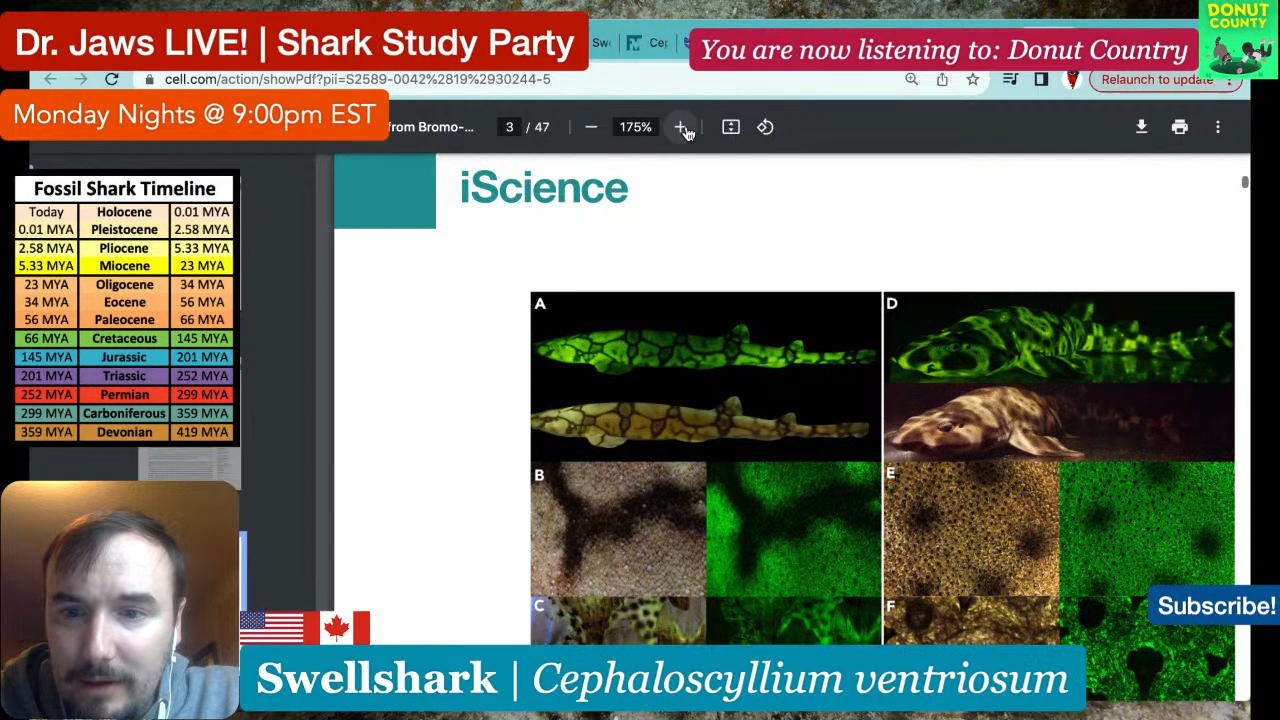 Dr. Jaws LIVE! | Shark Study Party
Swe
Cep
You are now listening to: Donut Country
DONUT COUNTY
cell.com/action/showPdf?pii=S2589-0042%2819%2930244-5
Relaunch to update
Monday Nights @ 9:00pm EST
from Bromo-...
3 / 47
175%
iScience
Fossil Shark Timeline
Today Holocene 0.01 MYA
0.01 MYA Pleistocene 2.58 MYA
2.58 MYA Pliocene 5.33 MYA
5.33 MYA Miocene 23 MYA
23 MYA Oligocene 34 MYA
34 MYA Eocene 56 MYA
56 MYA Paleocene 66 MYA
66 MYA Cretaceous 145 MYA
145 MYA Jurassic 201 MYA
201 MYA Triassic 252 MYA
252 MYA Permian 299 MYA
299 MYA Carboniferous 359 MYA
359 MYA Devonian 419 MYA
A
D
B
E
C
F
Subscribe!
Swellshark | Cephaloscyllium ventriosum